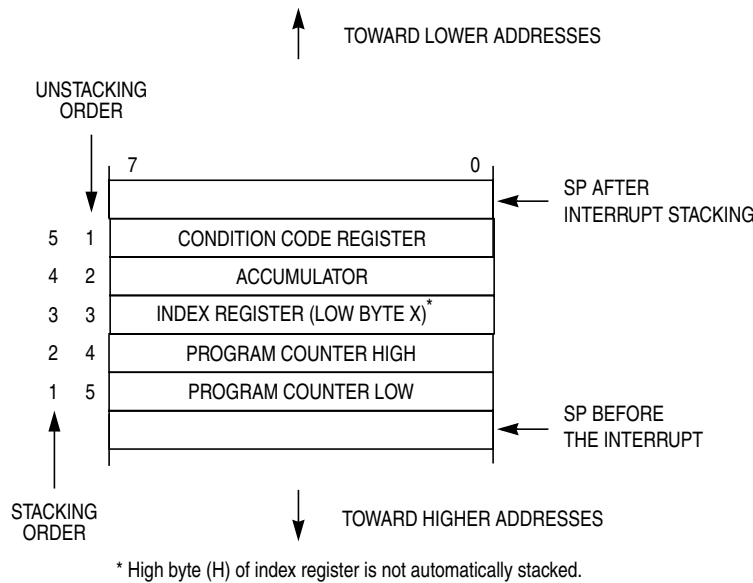 TOWARD LOWER ADDRESSES
UNSTACKING
ORDER
7 0
SP AFTER
INTERRUPT STACKING
5 1 CONDITION CODE REGISTER
4 2 ACCUMULATOR
3 3 INDEX REGISTER (LOW BYTE X)*
2 4 PROGRAM COUNTER HIGH
1 5 PROGRAM COUNTER LOW
SP BEFORE
THE INTERRUPT
STACKING
ORDER
TOWARD HIGHER ADDRESSES
* High byte (H) of index register is not automatically stacked.